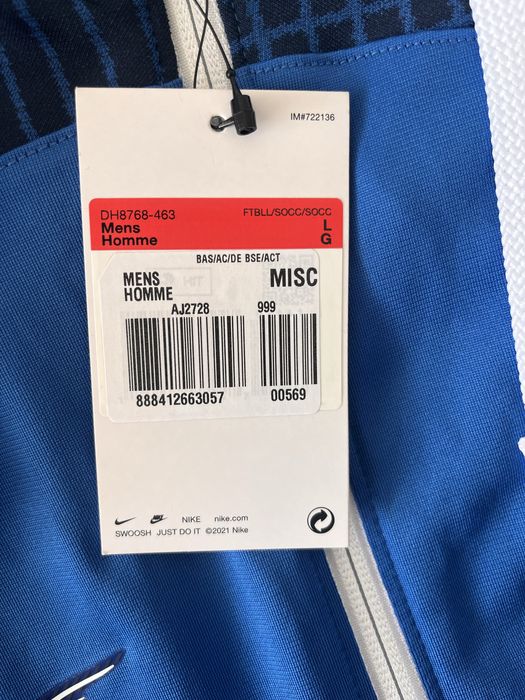 IM#722136
DH8768-463 FTBLL/SOCC/SOCC
Mens L
Homme G
BAS/AC/DE BSE/ACT
MENS MISC
HOMME
AJ2728 999
888412663057 00569
NIKE nike.com
SWOOSH JUST DO IT ©2021 Nike